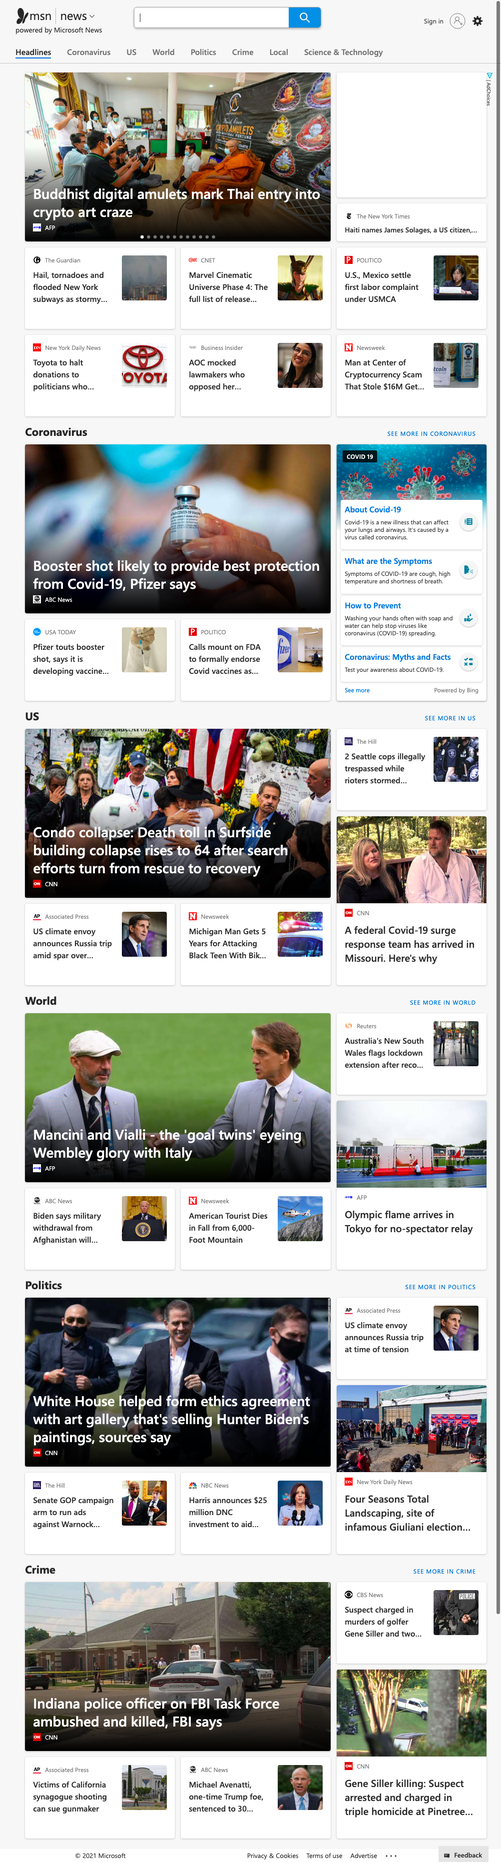 msn | news
powered by Microsoft News
Sign in
Headlines Coronavirus US World Politics Crime Local Science & Technology
AdChoices
Buddhist digital amulets mark Thai entry into
crypto art craze
AFP
The New York Times
Haiti names James Solages, a US citizen,...
The Guardian
Hail, tornadoes and
flooded New York
subways as stormy...
CNET
Marvel Cinematic
Universe Phase 4: The
full list of release...
POLITICO
U.S., Mexico settle
first labor complaint
under USMCA
New York Daily News
Toyota to halt
donations to
politicians who...
TOYOTA
Business Insider
AOC mocked
lawmakers who
opposed her...
Newsweek
Man at Center of
Cryptocurrency Scam
That Stole $16M Get...
Coronavirus
SEE MORE IN CORONAVIRUS
Booster shot likely to provide best protection
from Covid-19, Pfizer says
ABC News
COVID 19
About Covid-19
Covid-19 is a new illness that can affect
your lungs and airways. It's caused by a
virus called coronavirus.
What are the Symptoms
Symptoms of COVID-19 are cough, high
temperature and shortness of breath.
How to Prevent
Washing your hands often with soap and
water can help stop viruses like
coronavirus (COVID-19) spreading.
Coronavirus: Myths and Facts
Test your awareness about COVID-19.
See more
Powered by Bing
USA TODAY
Pfizer touts booster
shot, says it is
developing vaccine...
POLITICO
Calls mount on FDA
to formally endorse
Covid vaccines as...
US
SEE MORE IN US
Condo collapse: Death toll in Surfside
building collapse rises to 64 after search
efforts turn from rescue to recovery
CNN
The Hill
2 Seattle cops illegally
trespassed while
rioters stormed...
CNN
A federal Covid-19 surge
response team has arrived in
Missouri. Here's why
Associated Press
US climate envoy
announces Russia trip
amid spar over...
Newsweek
Michigan Man Gets 5
Years for Attacking
Black Teen With Bik...
World
SEE MORE IN WORLD
Mancini and Vialli - the 'goal twins' eyeing
Wembley glory with Italy
AFP
Reuters
Australia's New South
Wales flags lockdown
extension after reco...
AFP
Olympic flame arrives in
Tokyo for no-spectator relay
ABC News
Biden says military
withdrawal from
Afghanistan will...
Newsweek
American Tourist Dies
in Fall from 6,000-
Foot Mountain
Politics
SEE MORE IN POLITICS
White House helped form ethics agreement
with art gallery that's selling Hunter Biden's
paintings, sources say
CNN
Associated Press
US climate envoy
announces Russia trip
at time of tension
New York Daily News
Four Seasons Total
Landscaping, site of
infamous Giuliani election...
The Hill
Senate GOP campaign
arm to run ads
against Warnock...
NBC News
Harris announces $25
million DNC
investment to aid...
Crime
SEE MORE IN CRIME
Indiana police officer on FBI Task Force
ambushed and killed, FBI says
CNN
CBS News
Suspect charged in
murders of golfer
Gene Siller and two...
POLICE
CNN
Gene Siller killing: Suspect
arrested and charged in
triple homicide at Pinetree...
Associated Press
Victims of California
synagogue shooting
can sue gunmaker
ABC News
Michael Avenatti,
one-time Trump foe,
sentenced to 30...
© 2021 Microsoft
Privacy & Cookies Terms of use Advertise ...
Feedback